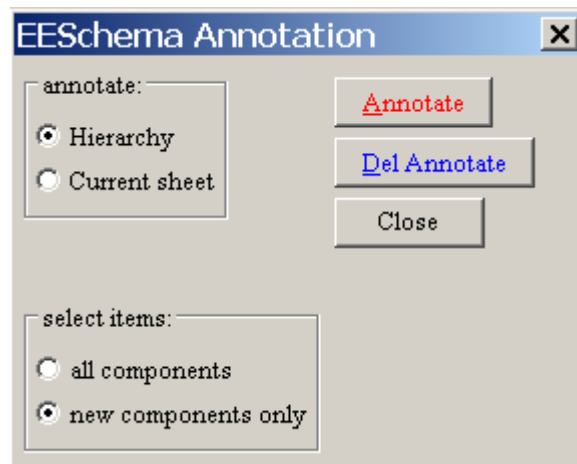 EESchema Annotation
annotate:
Hierarchy
Current sheet
Annotate
Del Annotate
Close
select items:
all components
new components only